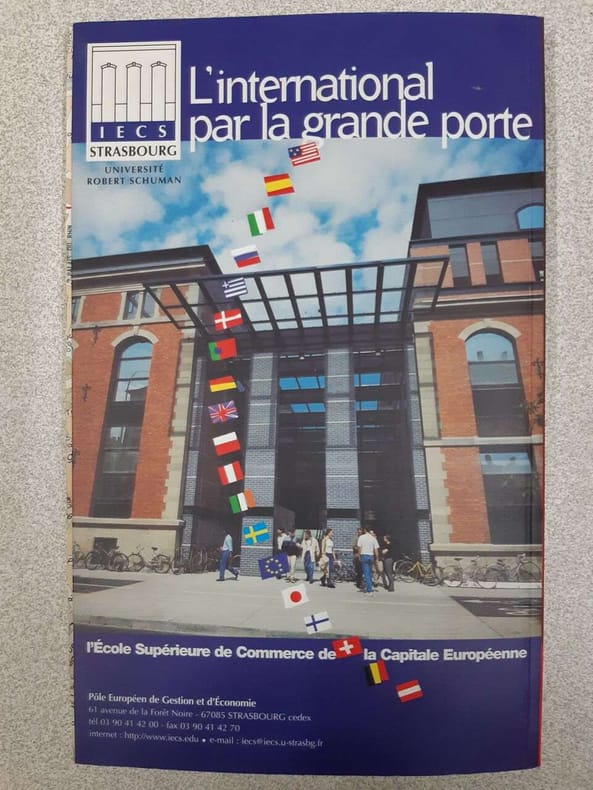 L'international
par la grande porte
IECS
STRASBOURG
UNIVERSITÉ
ROBERT SCHUMAN
l'École Supérieure de Commerce de la Capitale Européenne
Pôle Européen de Gestion et d'Économie
61 avenue de la Forêt Noire - 67085 STRASBOURG cedex
tél 03 90 41 42 00 - fax 03 90 41 42 70
internet : http://www.iecs.edu • e-mail : iecs@iecs.u-strasbg.fr